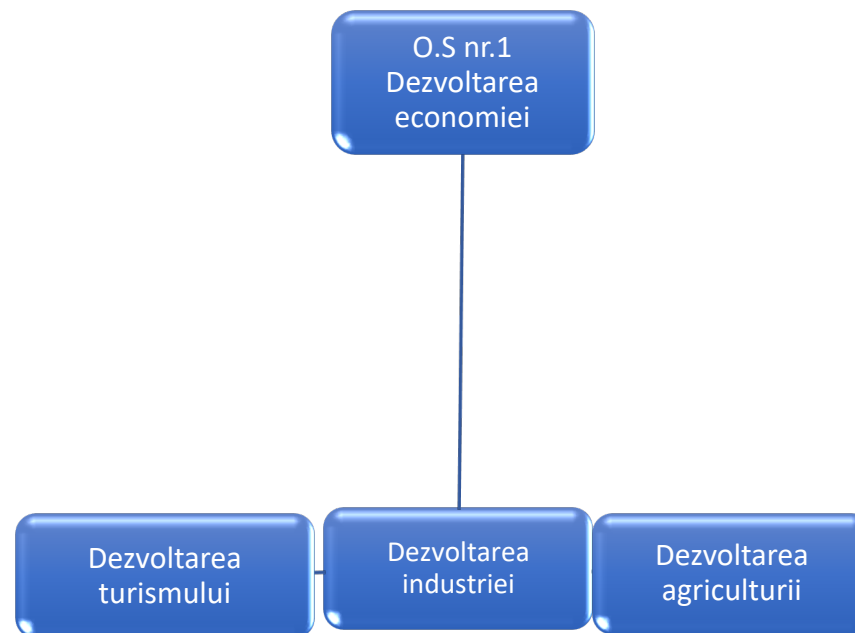 O.S nr.1
Dezvoltarea
economiei
Dezvoltarea
turismului
Dezvoltarea
industriei
Dezvoltarea
agriculturii